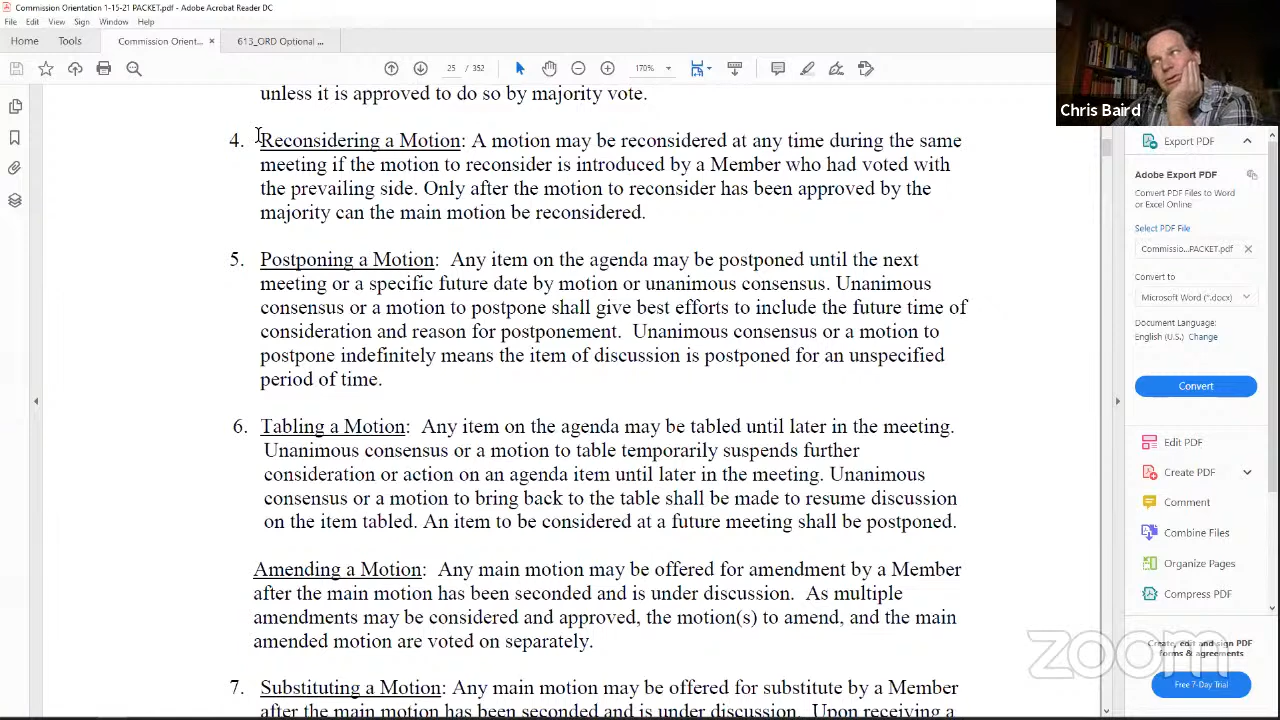 Commission Orientation 1-15-21 PACKET.pdf - Adobe Acrobat Reader DC
File Edit View Sign Window Help
Home Tools Commission Orient... × 613_ORD Optional ...
25 / 352 170%
Chris Baird
unless it is approved to do so by majority vote.
4. Reconsidering a Motion: A motion may be reconsidered at any time during the same
meeting if the motion to reconsider is introduced by a Member who had voted with
the prevailing side. Only after the motion to reconsider has been approved by the
majority can the main motion be reconsidered.
5. Postponing a Motion: Any item on the agenda may be postponed until the next
meeting or a specific future date by motion or unanimous consensus. Unanimous
consensus or a motion to postpone shall give best efforts to include the future time of
consideration and reason for postponement. Unanimous consensus or a motion to
postpone indefinitely means the item of discussion is postponed for an unspecified
period of time.
6. Tabling a Motion: Any item on the agenda may be tabled until later in the meeting.
Unanimous consensus or a motion to table temporarily suspends further
consideration or action on an agenda item until later in the meeting. Unanimous
consensus or a motion to bring back to the table shall be made to resume discussion
on the item tabled. An item to be considered at a future meeting shall be postponed.
Amending a Motion: Any main motion may be offered for amendment by a Member
after the main motion has been seconded and is under discussion. As multiple
amendments may be considered and approved, the motion(s) to amend, and the main
amended motion are voted on separately.
7. Substituting a Motion: Any main motion may be offered for substitute by a Member
after the main motion has been seconded and is under discussion. Upon receiving a
Export PDF
Adobe Export PDF
Convert PDF Files to Word
or Excel Online
Select PDF File
Commissio...PACKET.pdf ×
Convert to
Microsoft Word (*.docx)
Document Language:
English (U.S.) Change
Convert
Edit PDF
Create PDF
Comment
Combine Files
Organize Pages
Compress PDF
Create, edit and sign PDF
forms & agreements
Free 7-Day Trial
zoom